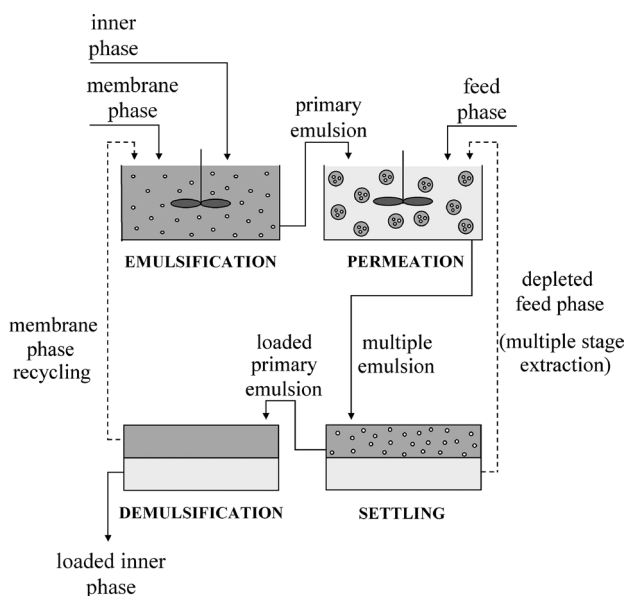 inner
phase
membrane
phase
primary
emulsion
feed
phase
EMULSIFICATION
PERMEATION
membrane
phase
recycling
loaded
primary
emulsion
multiple
emulsion
depleted
feed phase
(multiple stage
extraction)
DEMULSIFICATION
SETTLING
loaded inner
phase